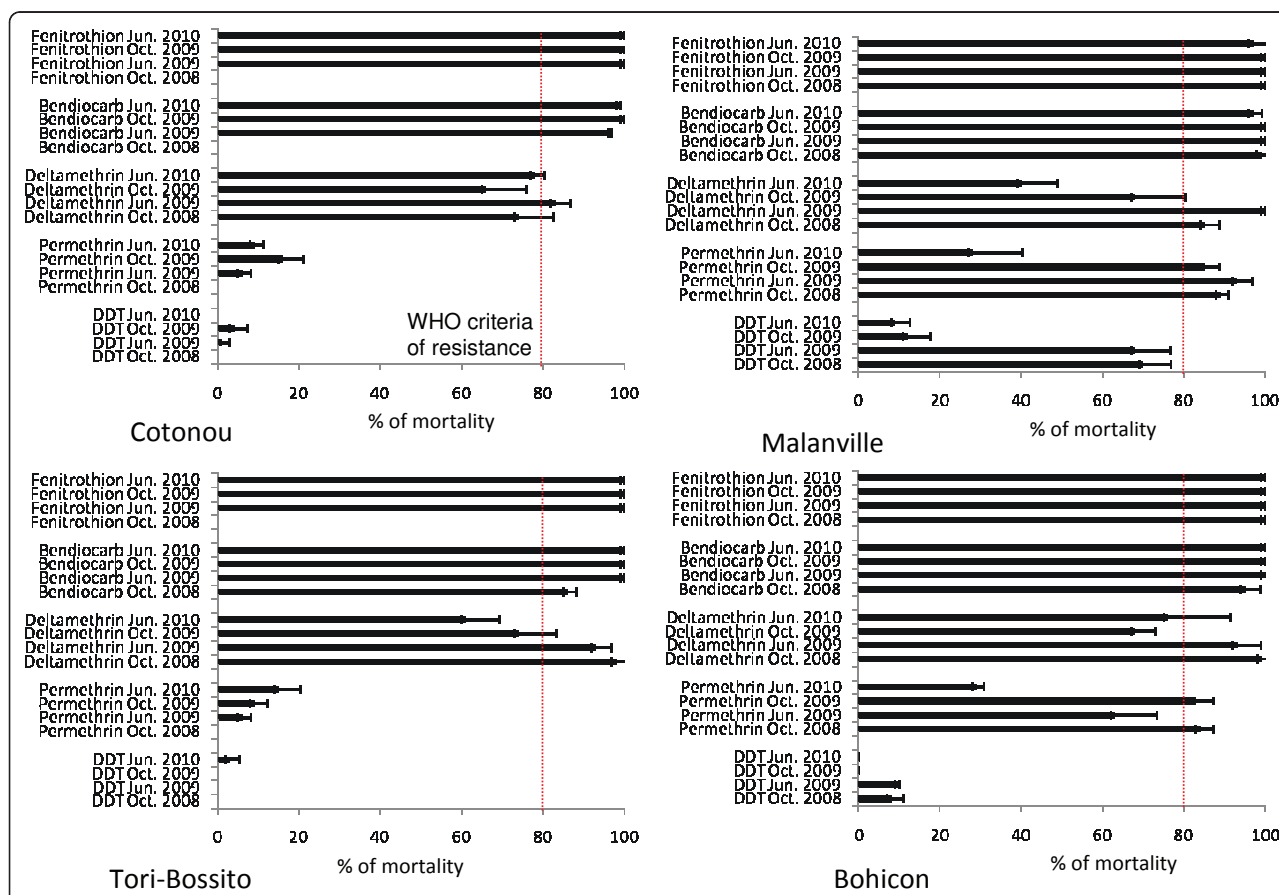 Fenitrothion Jun. 2010
Fenitrothion Oct. 2009
Fenitrothion Jun. 2009
Fenitrothion Oct. 2008
Bendiocarb Jun. 2010
Bendiocarb Oct. 2009
Bendiocarb Jun. 2009
Bendiocarb Oct. 2008
Deltamethrin Jun. 2010
Deltamethrin Oct. 2009
Deltamethrin Jun. 2009
Deltamethrin Oct. 2008
Permethrin Jun. 2010
Permethrin Oct. 2009
Permethrin Jun. 2009
Permethrin Oct. 2008
DDT Jun. 2010
DDT Oct. 2009
DDT Jun. 2009
DDT Oct. 2008
WHO criteria
of resistance
0 20 40 60 80 100
% of mortality
Cotonou
Fenitrothion Jun. 2010
Fenitrothion Oct. 2009
Fenitrothion Jun. 2009
Fenitrothion Oct. 2008
Bendiocarb Jun. 2010
Bendiocarb Oct. 2009
Bendiocarb Jun. 2009
Bendiocarb Oct. 2008
Deltamethrin Jun. 2010
Deltamethrin Oct. 2009
Deltamethrin Jun. 2009
Deltamethrin Oct. 2008
Permethrin Jun. 2010
Permethrin Oct. 2009
Permethrin Jun. 2009
Permethrin Oct. 2008
DDT Jun. 2010
DDT Oct. 2009
DDT Jun. 2009
DDT Oct. 2008
0 20 40 60 80 100
% of mortality
Malanville
Fenitrothion Jun. 2010
Fenitrothion Oct. 2009
Fenitrothion Jun. 2009
Fenitrothion Oct. 2008
Bendiocarb Jun. 2010
Bendiocarb Oct. 2009
Bendiocarb Jun. 2009
Bendiocarb Oct. 2008
Deltamethrin Jun. 2010
Deltamethrin Oct. 2009
Deltamethrin Jun. 2009
Deltamethrin Oct. 2008
Permethrin Jun. 2010
Permethrin Oct. 2009
Permethrin Jun. 2009
Permethrin Oct. 2008
DDT Jun. 2010
DDT Oct. 2009
DDT Jun. 2009
DDT Oct. 2008
0 20 40 60 80 100
% of mortality
Tori-Bossito
Fenitrothion Jun. 2010
Fenitrothion Oct. 2009
Fenitrothion Jun. 2009
Fenitrothion Oct. 2008
Bendiocarb Jun. 2010
Bendiocarb Oct. 2009
Bendiocarb Jun. 2009
Bendiocarb Oct. 2008
Deltamethrin Jun. 2010
Deltamethrin Oct. 2009
Deltamethrin Jun. 2009
Deltamethrin Oct. 2008
Permethrin Jun. 2010
Permethrin Oct. 2009
Permethrin Jun. 2009
Permethrin Oct. 2008
DDT Jun. 2010
DDT Oct. 2009
DDT Jun. 2009
DDT Oct. 2008
0 20 40 60 80 100
% of mortality
Bohicon